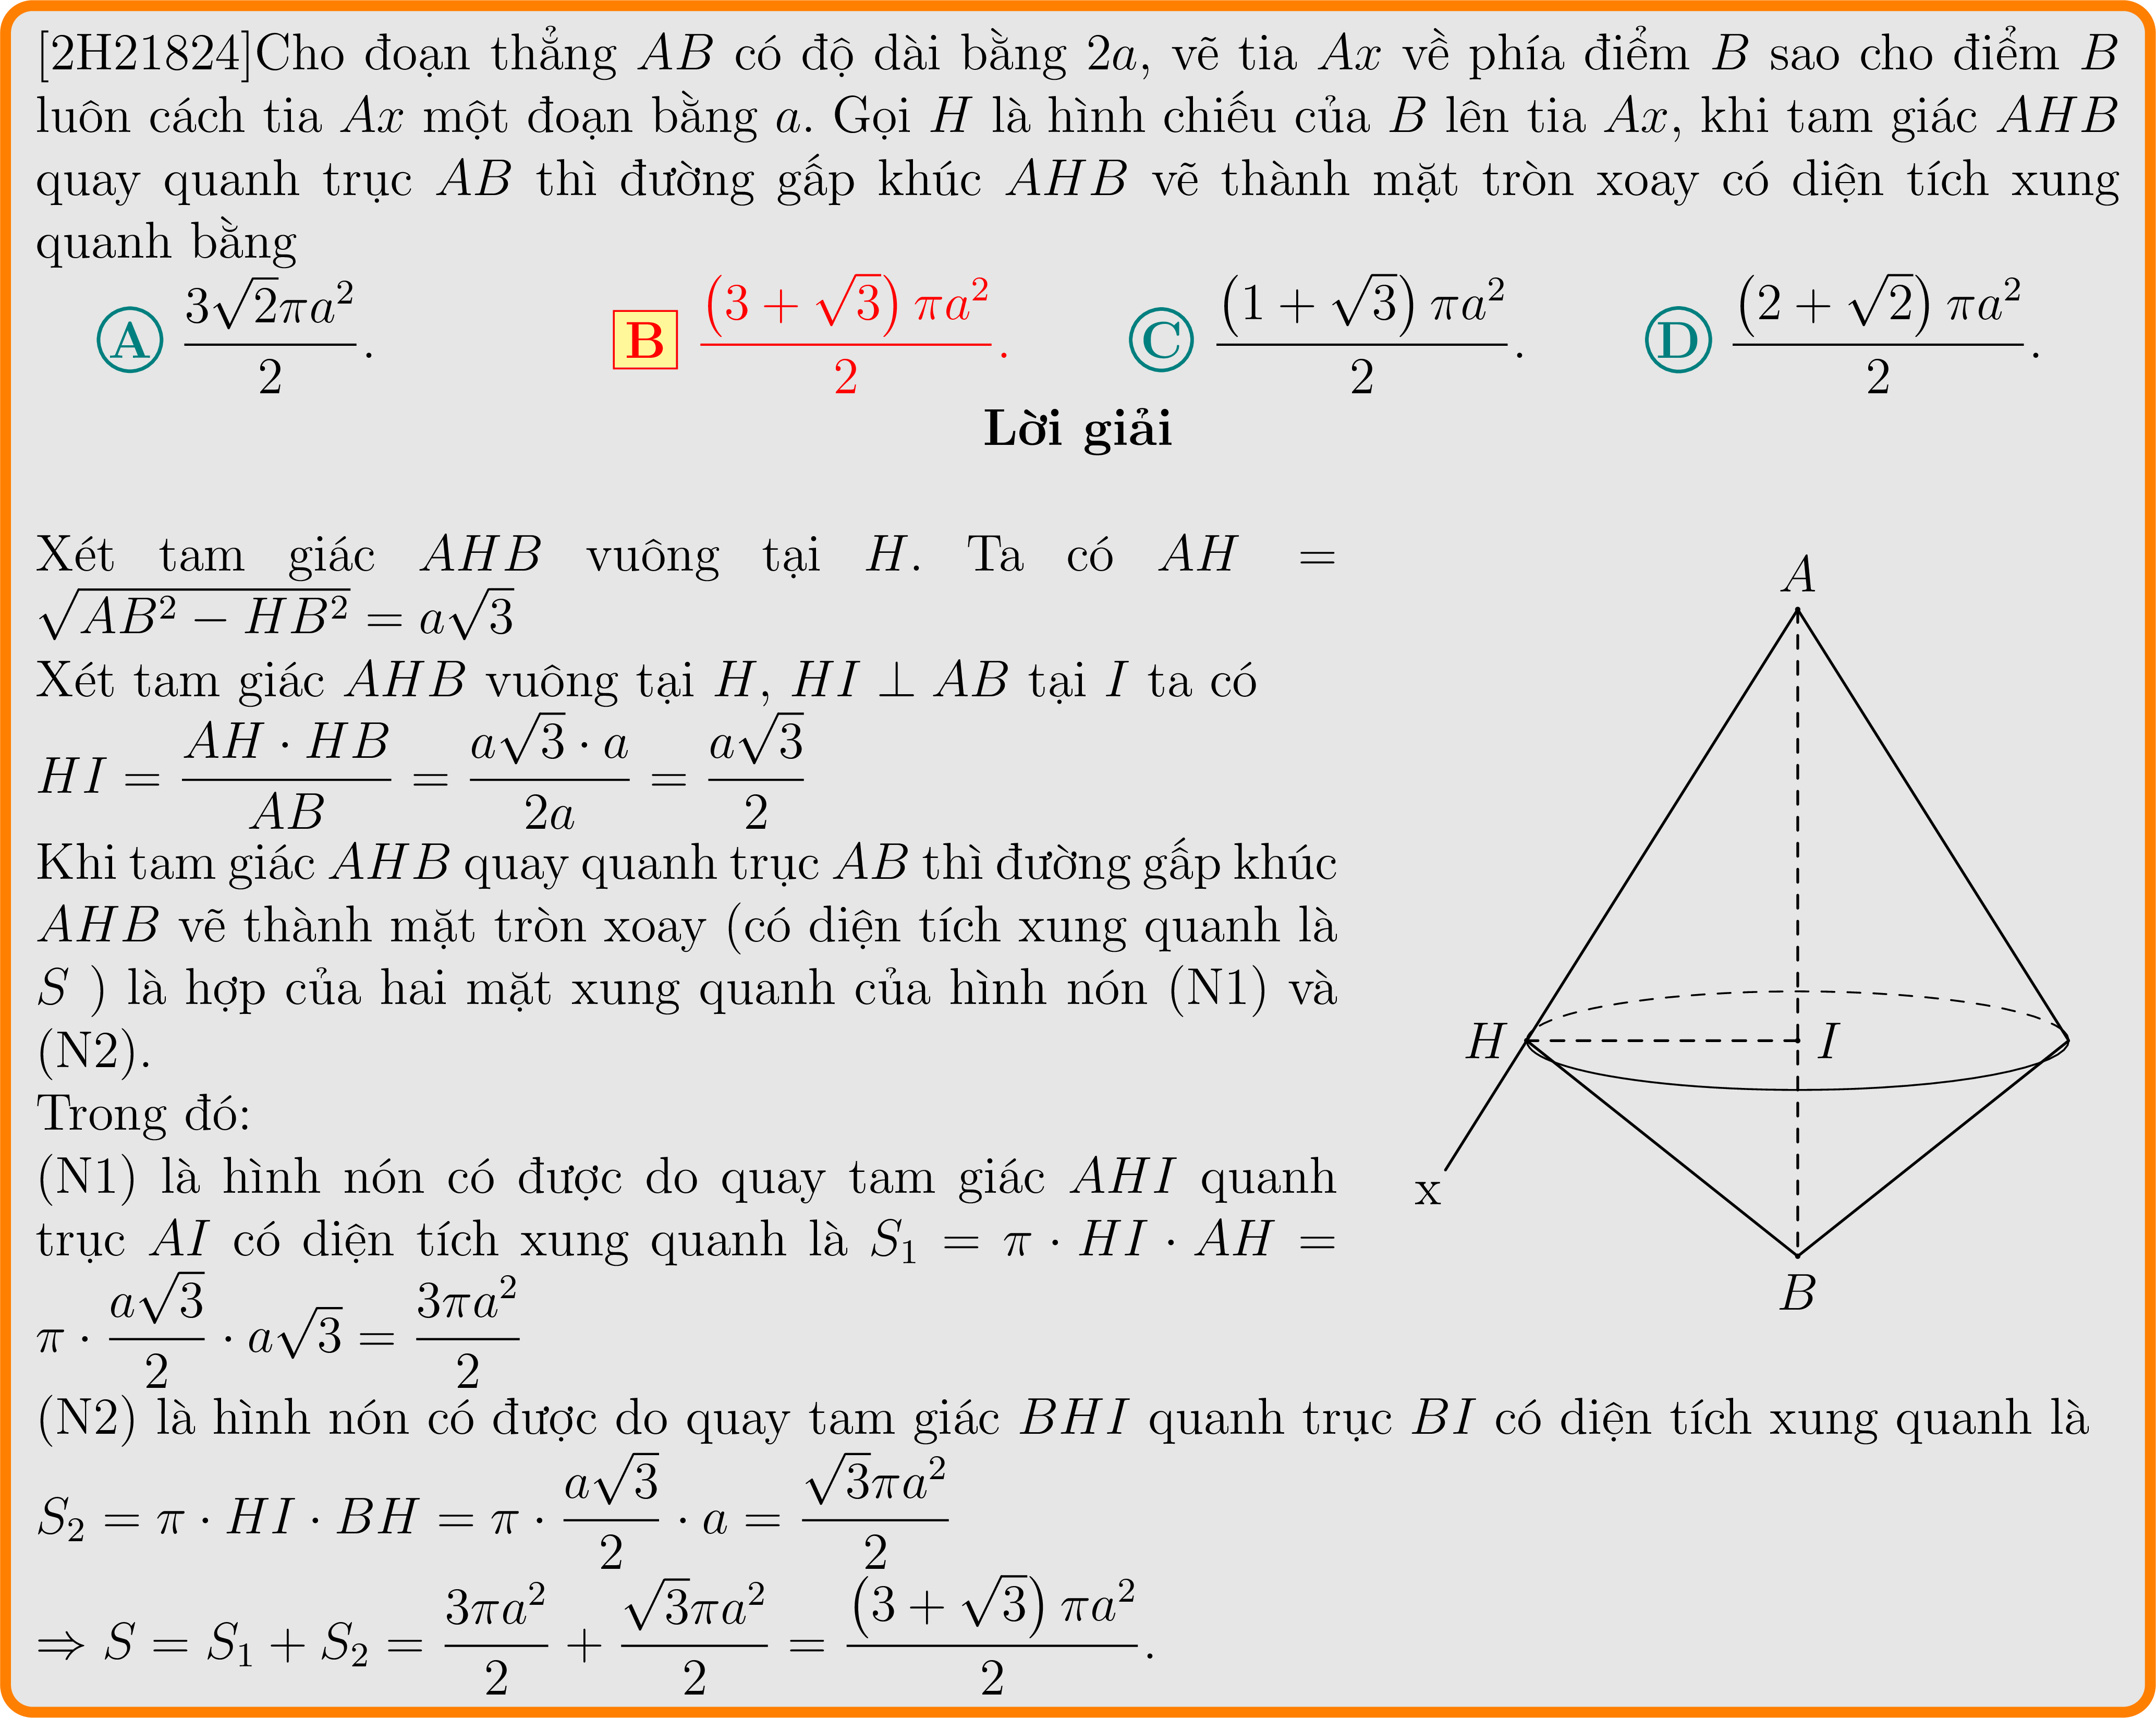 [2H21824]Cho đoạn thẳng AB có độ dài bằng 2a, vẽ tia Ax về phía điểm B sao cho điểm B
luôn cách tia Ax một đoạn bằng a. Gọi H là hình chiếu của B lên tia Ax, khi tam giác AHB
quay quanh trục AB thì đường gấp khúc AHB vẽ thành mặt tròn xoay có diện tích xung
quanh bằng
A $\frac{3\sqrt{2}\pi a^2}{2}$. B $\frac{(3+\sqrt{3})\pi a^2}{2}$. C $\frac{(1+\sqrt{3})\pi a^2}{2}$. D $\frac{(2+\sqrt{2})\pi a^2}{2}$.
Lời giải
Xét tam giác AHB vuông tại H. Ta có AH =
$\sqrt{AB^2 - HB^2} = a\sqrt{3}$
Xét tam giác AHB vuông tại H, HI ⊥ AB tại I ta có
$HI = \frac{AH \cdot HB}{AB} = \frac{a\sqrt{3} \cdot a}{2a} = \frac{a\sqrt{3}}{2}$
Khi tam giác AHB quay quanh trục AB thì đường gấp khúc
AHB vẽ thành mặt tròn xoay (có diện tích xung quanh là
S ) là hợp của hai mặt xung quanh của hình nón (N1) và
(N2).
Trong đó:
(N1) là hình nón có được do quay tam giác AHI quanh
trục AI có diện tích xung quanh là $S_1 = \pi \cdot HI \cdot AH =$
$\pi \cdot \frac{a\sqrt{3}}{2} \cdot a\sqrt{3} = \frac{3\pi a^2}{2}$
A
H
I
x
B
(N2) là hình nón có được do quay tam giác BHI quanh trục BI có diện tích xung quanh là
$S_2 = \pi \cdot HI \cdot BH = \pi \cdot \frac{a\sqrt{3}}{2} \cdot a = \frac{\sqrt{3}\pi a^2}{2}$
$\Rightarrow S = S_1 + S_2 = \frac{3\pi a^2}{2} + \frac{\sqrt{3}\pi a^2}{2} = \frac{(3+\sqrt{3})\pi a^2}{2}$.